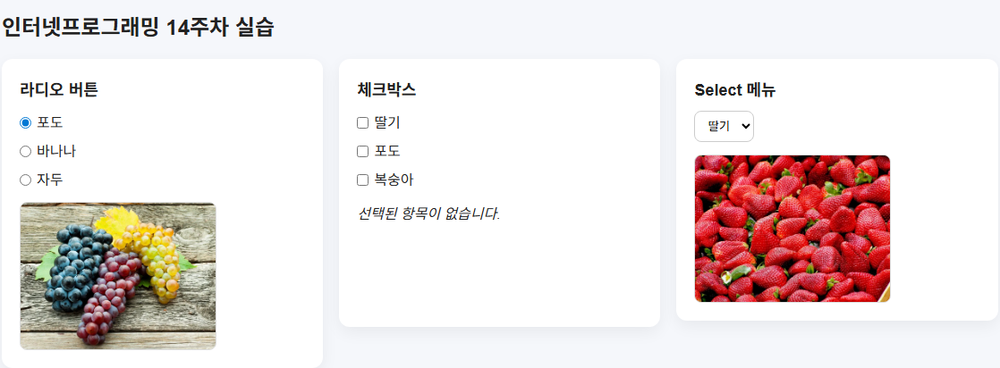 인터넷프로그래밍 14주차 실습
라디오 버튼
포도
바나나
자두
체크박스
딸기
포도
복숭아
선택된 항목이 없습니다.
Select 메뉴
딸기